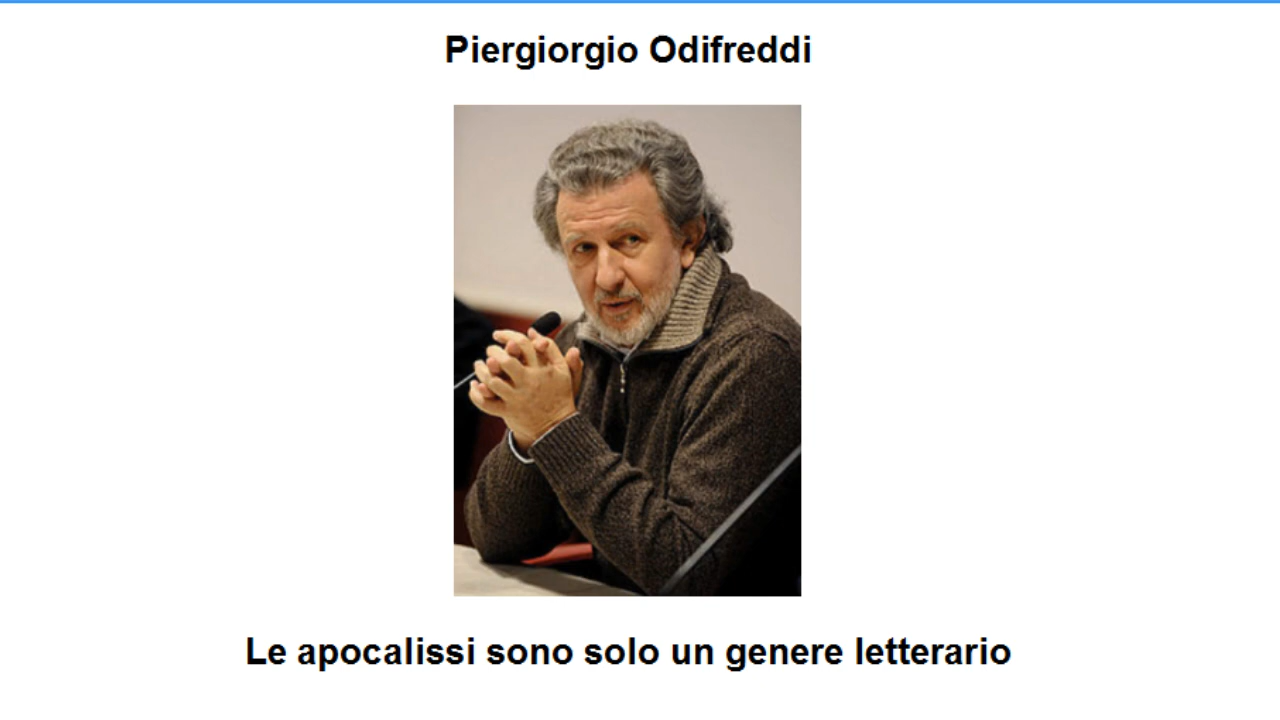 Piergiorgio Odifreddi
Le apocalissi sono solo un genere letterario